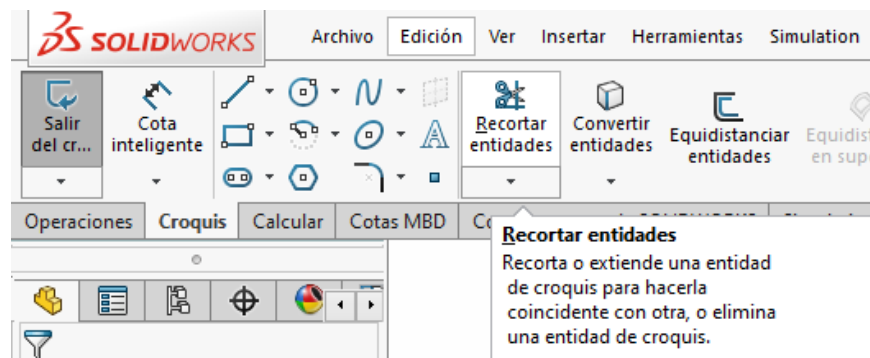 SOLIDWORKS
Archivo Edición Ver Insertar Herramientas Simulation
Salir del cr...
Cota inteligente
Recortar entidades
Convertir entidades
Equidistanciar entidades
en
Operaciones Croquis Calcular Cotas MBD
Recortar entidades
Recorta o extiende una entidad
de croquis para hacerla
coincidente con otra, o elimina
una entidad de croquis.